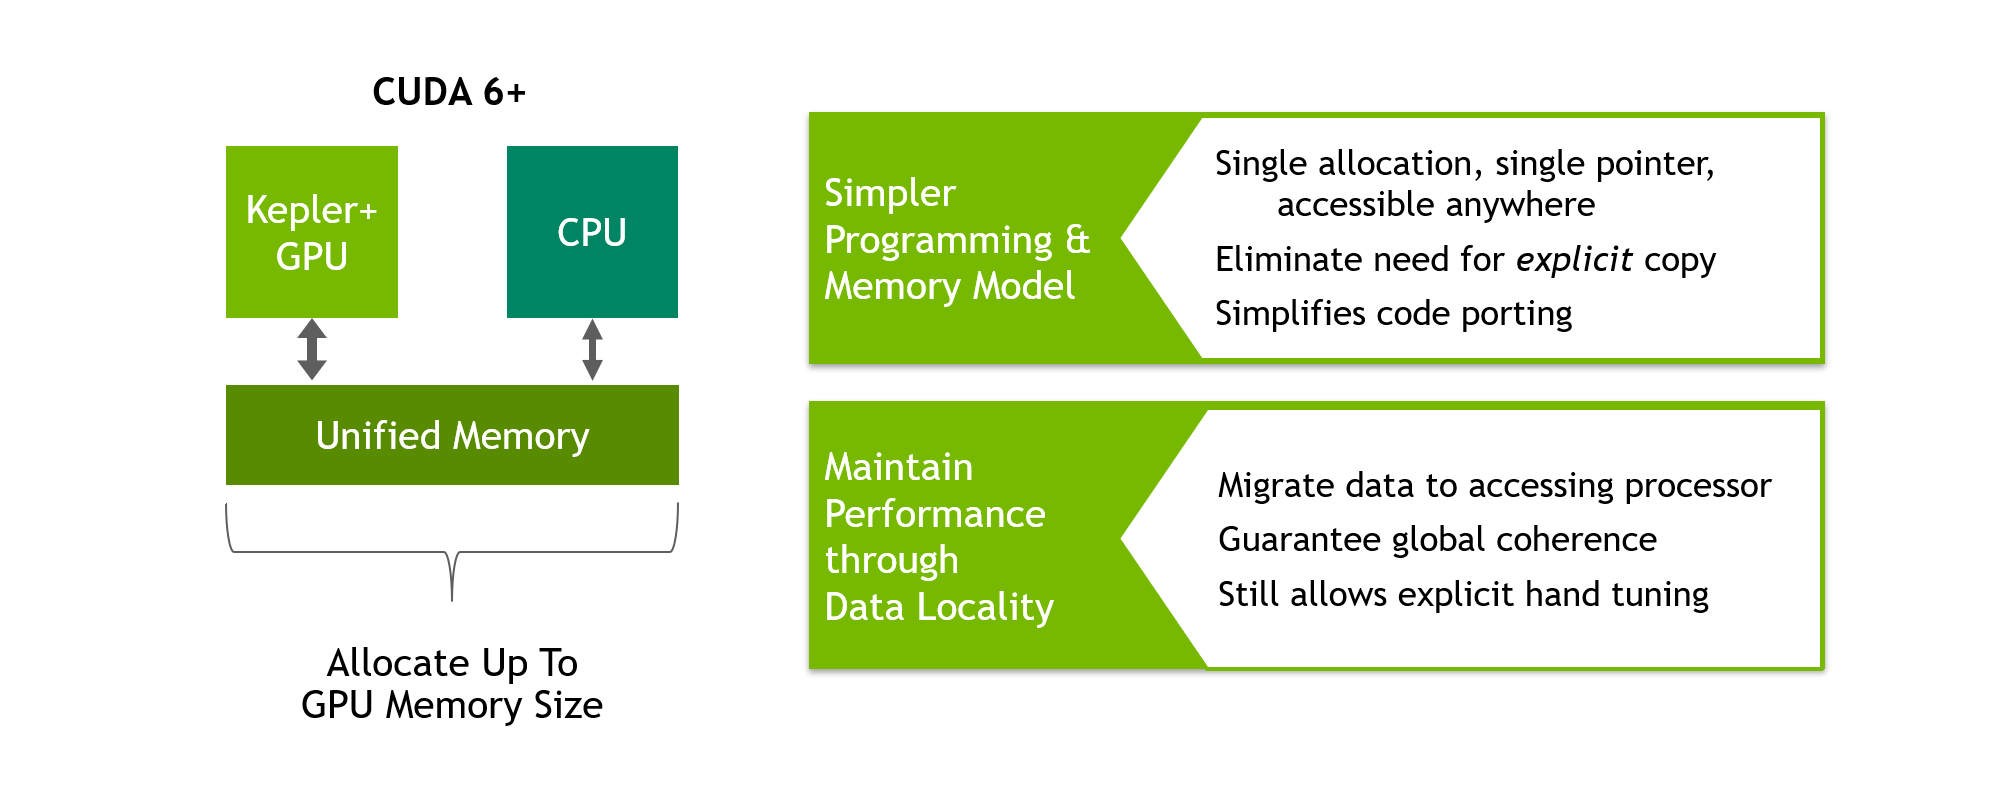 CUDA 6+
Kepler+
GPU
CPU
Unified Memory
Allocate Up To
GPU Memory Size
Simpler
Programming &
Memory Model
Single allocation, single pointer,
accessible anywhere
Eliminate need for explicit copy
Simplifies code porting
Maintain
Performance
through
Data Locality
Migrate data to accessing processor
Guarantee global coherence
Still allows explicit hand tuning